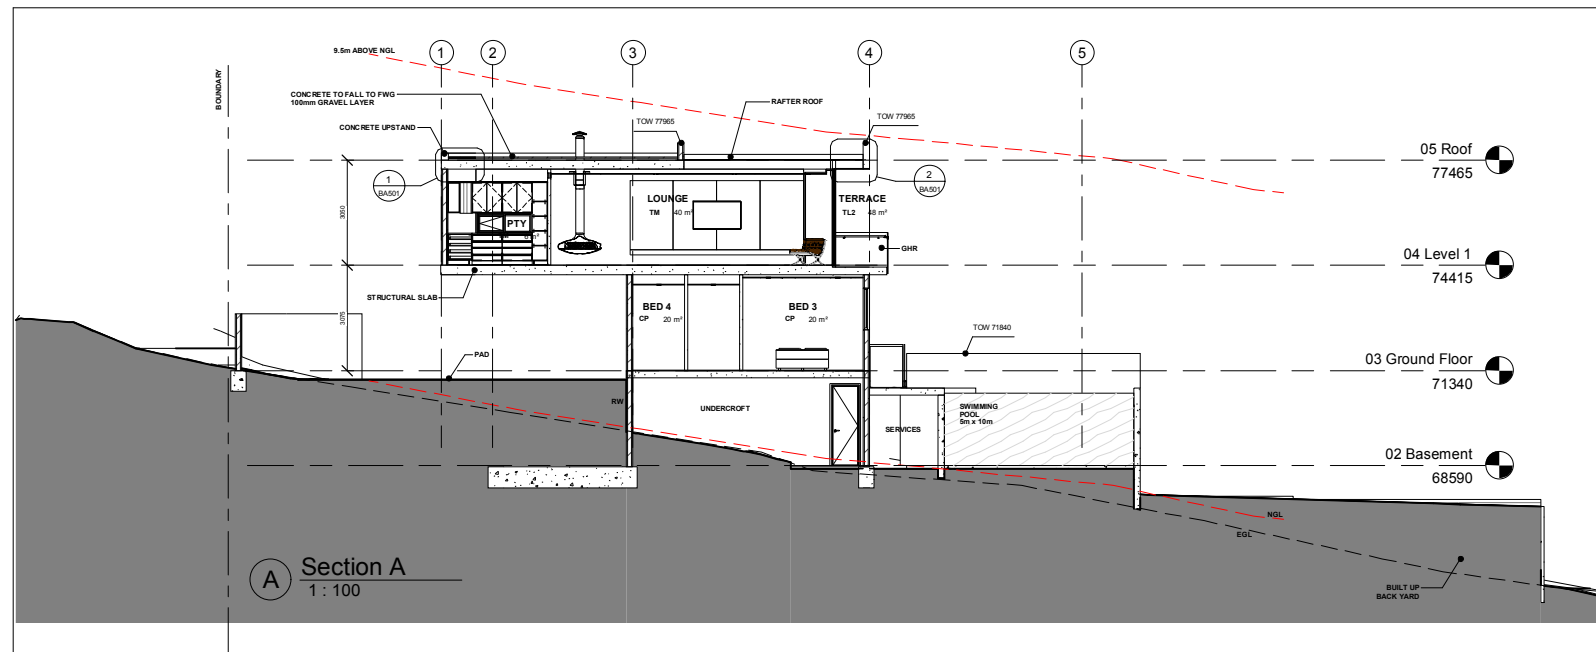 9.5m ABOVE NGL
1
2
3
4
5
BOUNDARY
CONCRETE TO FALL TO FWG
100mm GRAVEL LAYER
RAFTER ROOF
CONCRETE UPSTAND
TOW 77965
TOW 77965
05 Roof
77465
1
BA501
2
BA501
LOUNGE
TM 40 m²
TERRACE
TL2 48 m²
PTY
3050
GHR
04 Level 1
74415
STRUCTURAL SLAB
BED 4
CP 20 m²
BED 3
CP 20 m²
3075
TOW 71840
PAD
03 Ground Floor
71340
RW
UNDERCROFT
SERVICES
SWIMMING
POOL
5m x 10m
02 Basement
68590
NGL
EGL
A
Section A
1 : 100
BUILT UP
BACK YARD